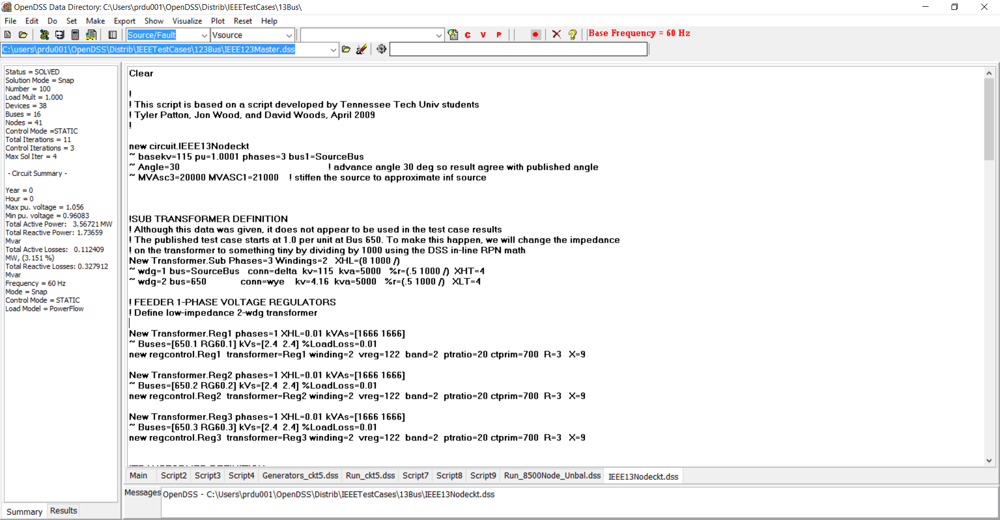 OpenDSS Data Directory: C:\Users\prdu001\OpenDSS\Distrib\IEEETestCases\13Bus\
File Edit Do Set Make Export Show Visualize Plot Reset Help
Source/Fault Vsource C V P Base Frequency = 60 Hz
C:\users\prdu001\OpenDSS\Distrib\IEEETestCases\123Bus\IEEE123Master.dss
Status = SOLVED
Solution Mode = Snap
Number = 100
Load Mult = 1.000
Devices = 38
Buses = 16
Nodes = 41
Control Mode =STATIC
Total Iterations = 11
Control Iterations = 3
Max Sol Iter = 4
- Circuit Summary -
Year = 0
Hour = 0
Max pu. voltage = 1.056
Min pu. voltage = 0.96083
Total Active Power: 3.56721 MW
Total Reactive Power: 1.73659
Mvar
Total Active Losses: 0.112409
MW, (3.151 %)
Total Reactive Losses: 0.327912
Mvar
Frequency = 60 Hz
Mode = Snap
Control Mode = STATIC
Load Model = PowerFlow
Summary Results
Clear
!
! This script is based on a script developed by Tennessee Tech Univ students
! Tyler Patton, Jon Wood, and David Woods, April 2009
!
new circuit.IEEE13Nodeckt
~ basekv=115 pu=1.0001 phases=3 bus1=SourceBus
~ Angle=30 ! advance angle 30 deg so result agree with published angle
~ MVAsc3=20000 MVASC1=21000 ! stiffen the source to approximate inf source
!SUB TRANSFORMER DEFINITION
! Although this data was given, it does not appear to be used in the test case results
! The published test case starts at 1.0 per unit at Bus 650. To make this happen, we will change the impedance
! on the transformer to something tiny by dividing by 1000 using the DSS in-line RPN math
New Transformer.Sub Phases=3 Windings=2 XHL=(8 1000 /)
~ wdg=1 bus=SourceBus conn=delta kv=115 kva=5000 %r=(.5 1000 /) XHT=4
~ wdg=2 bus=650 conn=wye kv=4.16 kva=5000 %r=(.5 1000 /) XLT=4
! FEEDER 1-PHASE VOLTAGE REGULATORS
! Define low-impedance 2-wdg transformer
New Transformer.Reg1 phases=1 XHL=0.01 kVAs=[1666 1666]
~ Buses=[650.1 RG60.1] kVs=[2.4 2.4] %LoadLoss=0.01
new regcontrol.Reg1 transformer=Reg1 winding=2 vreg=122 band=2 ptratio=20 ctprim=700 R=3 X=9
New Transformer.Reg2 phases=1 XHL=0.01 kVAs=[1666 1666]
~ Buses=[650.2 RG60.2] kVs=[2.4 2.4] %LoadLoss=0.01
new regcontrol.Reg2 transformer=Reg2 winding=2 vreg=122 band=2 ptratio=20 ctprim=700 R=3 X=9
New Transformer.Reg3 phases=1 XHL=0.01 kVAs=[1666 1666]
~ Buses=[650.3 RG60.3] kVs=[2.4 2.4] %LoadLoss=0.01
new regcontrol.Reg3 transformer=Reg3 winding=2 vreg=122 band=2 ptratio=20 ctprim=700 R=3 X=9
Main Script2 Script3 Script4 Generators_ckt5.dss Run_ckt5.dss Script7 Script8 Script9 Run_8500Node_Unbal.dss IEEE13Nodeckt.dss
Messages OpenDSS - C:\Users\prdu001\OpenDSS\Distrib\IEEETestCases\13Bus\IEEE13Nodeckt.dss